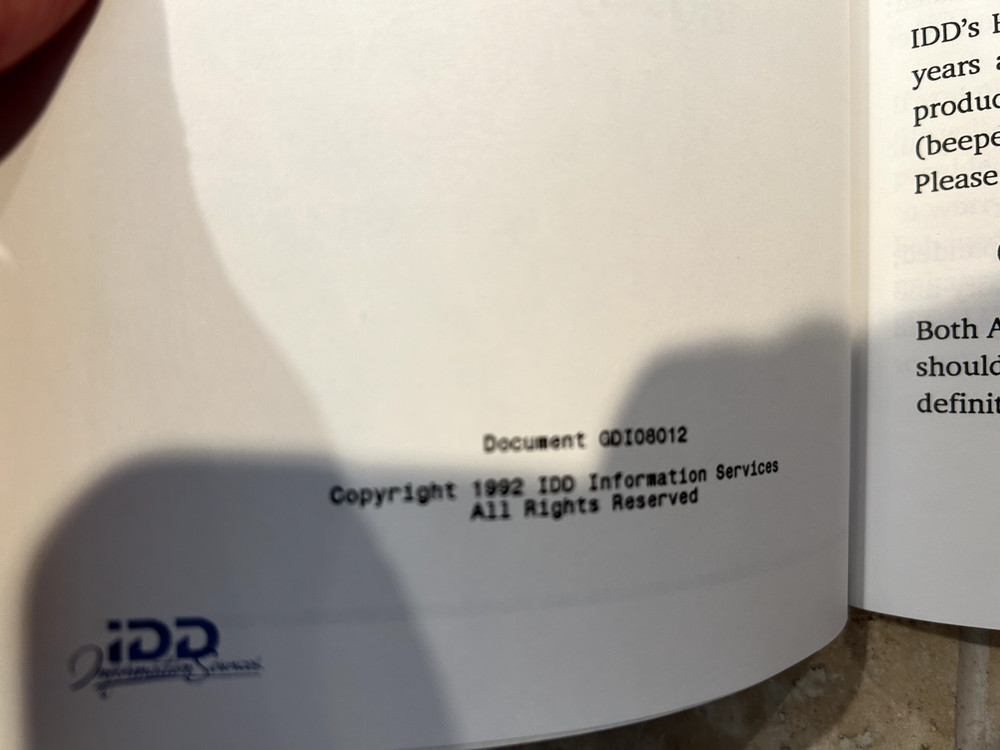 Document GDI08012
Copyright 1992 IDD Information Services
All Rights Reserved
IDD
Information Services
IDD's
years
produc
(beepe
Please
Both A
should
definit